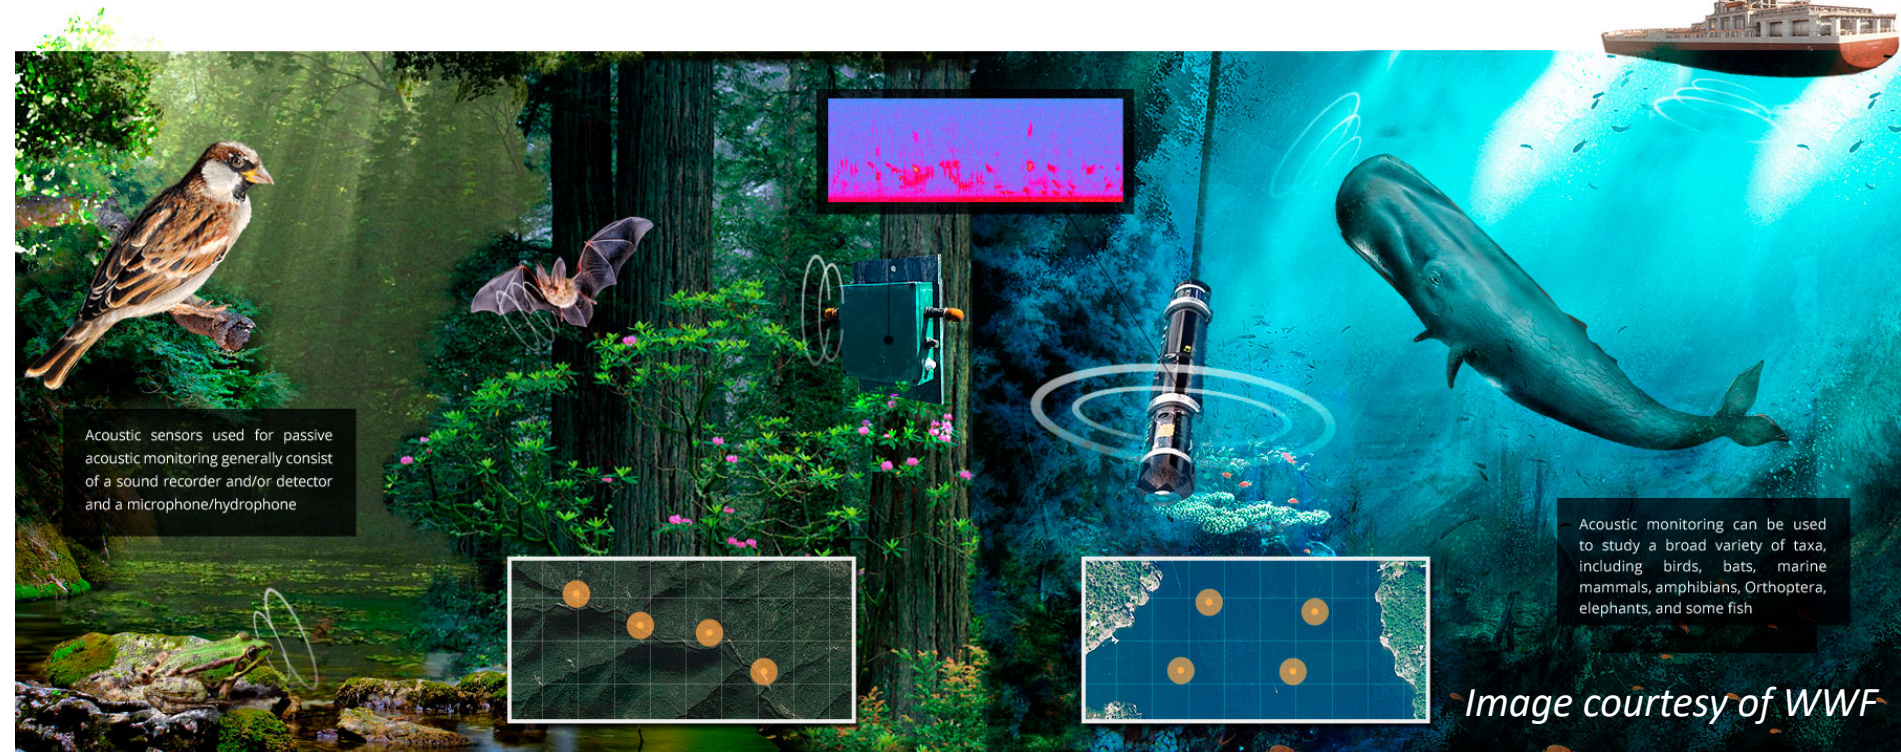 Acoustic sensors used for passive
acoustic monitoring generally consist
of a sound recorder and/or detector
and a microphone/hydrophone
Acoustic monitoring can be used
to study a broad variety of taxa,
including birds, bats, marine
mammals, amphibians, Orthoptera,
elephants, and some fish
Image courtesy of WWF